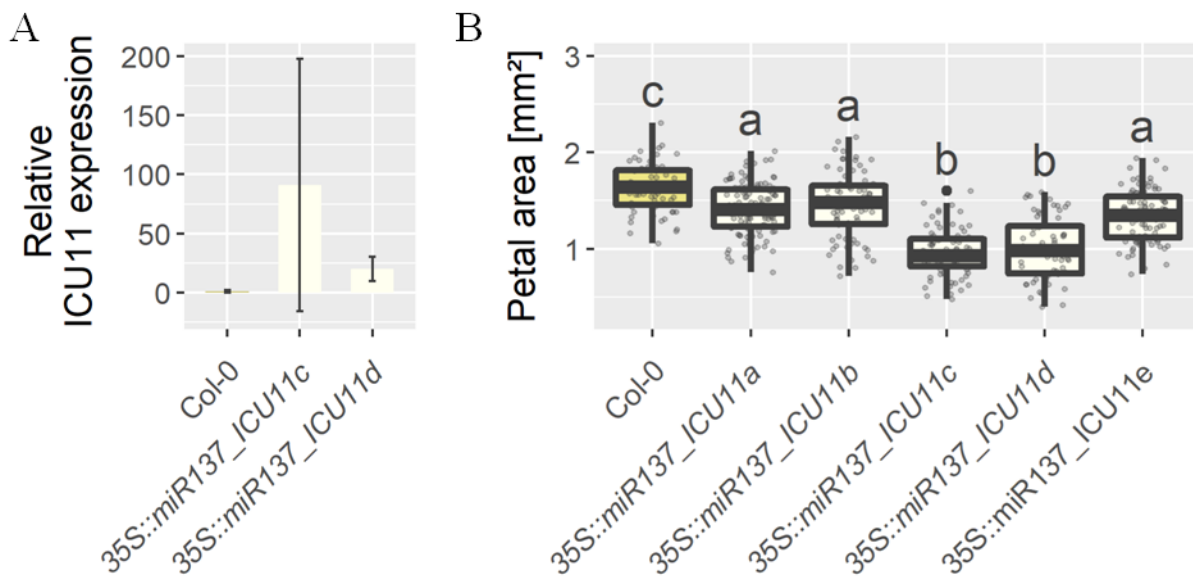 A
Relative
ICU11 expression
200
150
100
50
0
Col-0
35S::miR137_ICU11c
35S::miR137_ICU11d
B
Petal area [mm²]
3
2
1
c
a
a
b
b
a
Col-0
35S::miR137_ICU11a
35S::miR137_ICU11b
35S::miR137_ICU11c
35S::miR137_ICU11d
35S::miR137_ICU11e